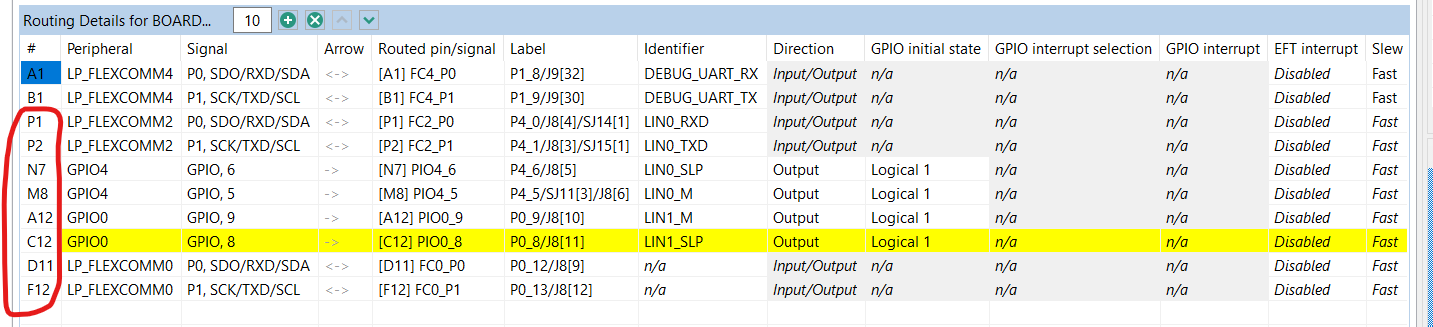 Routing Details for BOARD... 10
# Peripheral Signal Arrow Routed pin/signal Label Identifier Direction GPIO initial state GPIO interrupt selection GPIO interrupt EFT interrupt Slew
A1 LP_FLEXCOMM4 P0, SDO/RXD/SDA <-> [A1] FC4_P0 P1_8/J9[32] DEBUG_UART_RX Input/Output n/a n/a n/a Disabled Fast
B1 LP_FLEXCOMM4 P1, SCK/TXD/SCL <-> [B1] FC4_P1 P1_9/J9[30] DEBUG_UART_TX Input/Output n/a n/a n/a Disabled Fast
P1 LP_FLEXCOMM2 P0, SDO/RXD/SDA <-> [P1] FC2_P0 P4_0/J8[4]/SJ14[1] LIN0_RXD Input/Output n/a n/a n/a Disabled Fast
P2 LP_FLEXCOMM2 P1, SCK/TXD/SCL <-> [P2] FC2_P1 P4_1/J8[3]/SJ15[1] LIN0_TXD Input/Output n/a n/a n/a Disabled Fast
N7 GPIO4 GPIO, 6 -> [N7] PIO4_6 P4_6/J8[5] LIN0_SLP Output Logical 1 n/a n/a Disabled Fast
M8 GPIO4 GPIO, 5 -> [M8] PIO4_5 P4_5/SJ11[3]/J8[6] LIN0_M Output Logical 1 n/a n/a Disabled Fast
A12 GPIO0 GPIO, 9 -> [A12] PIO0_9 P0_9/J8[10] LIN1_M Output Logical 1 n/a n/a Disabled Fast
C12 GPIO0 GPIO, 8 -> [C12] PIO0_8 P0_8/J8[11] LIN1_SLP Output Logical 1 n/a n/a Disabled Fast
D11 LP_FLEXCOMM0 P0, SDO/RXD/SDA <-> [D11] FC0_P0 P0_12/J8[9] n/a Input/Output n/a n/a n/a Disabled Fast
F12 LP_FLEXCOMM0 P1, SCK/TXD/SCL <-> [F12] FC0_P1 P0_13/J8[12] n/a Input/Output n/a n/a n/a Disabled Fast